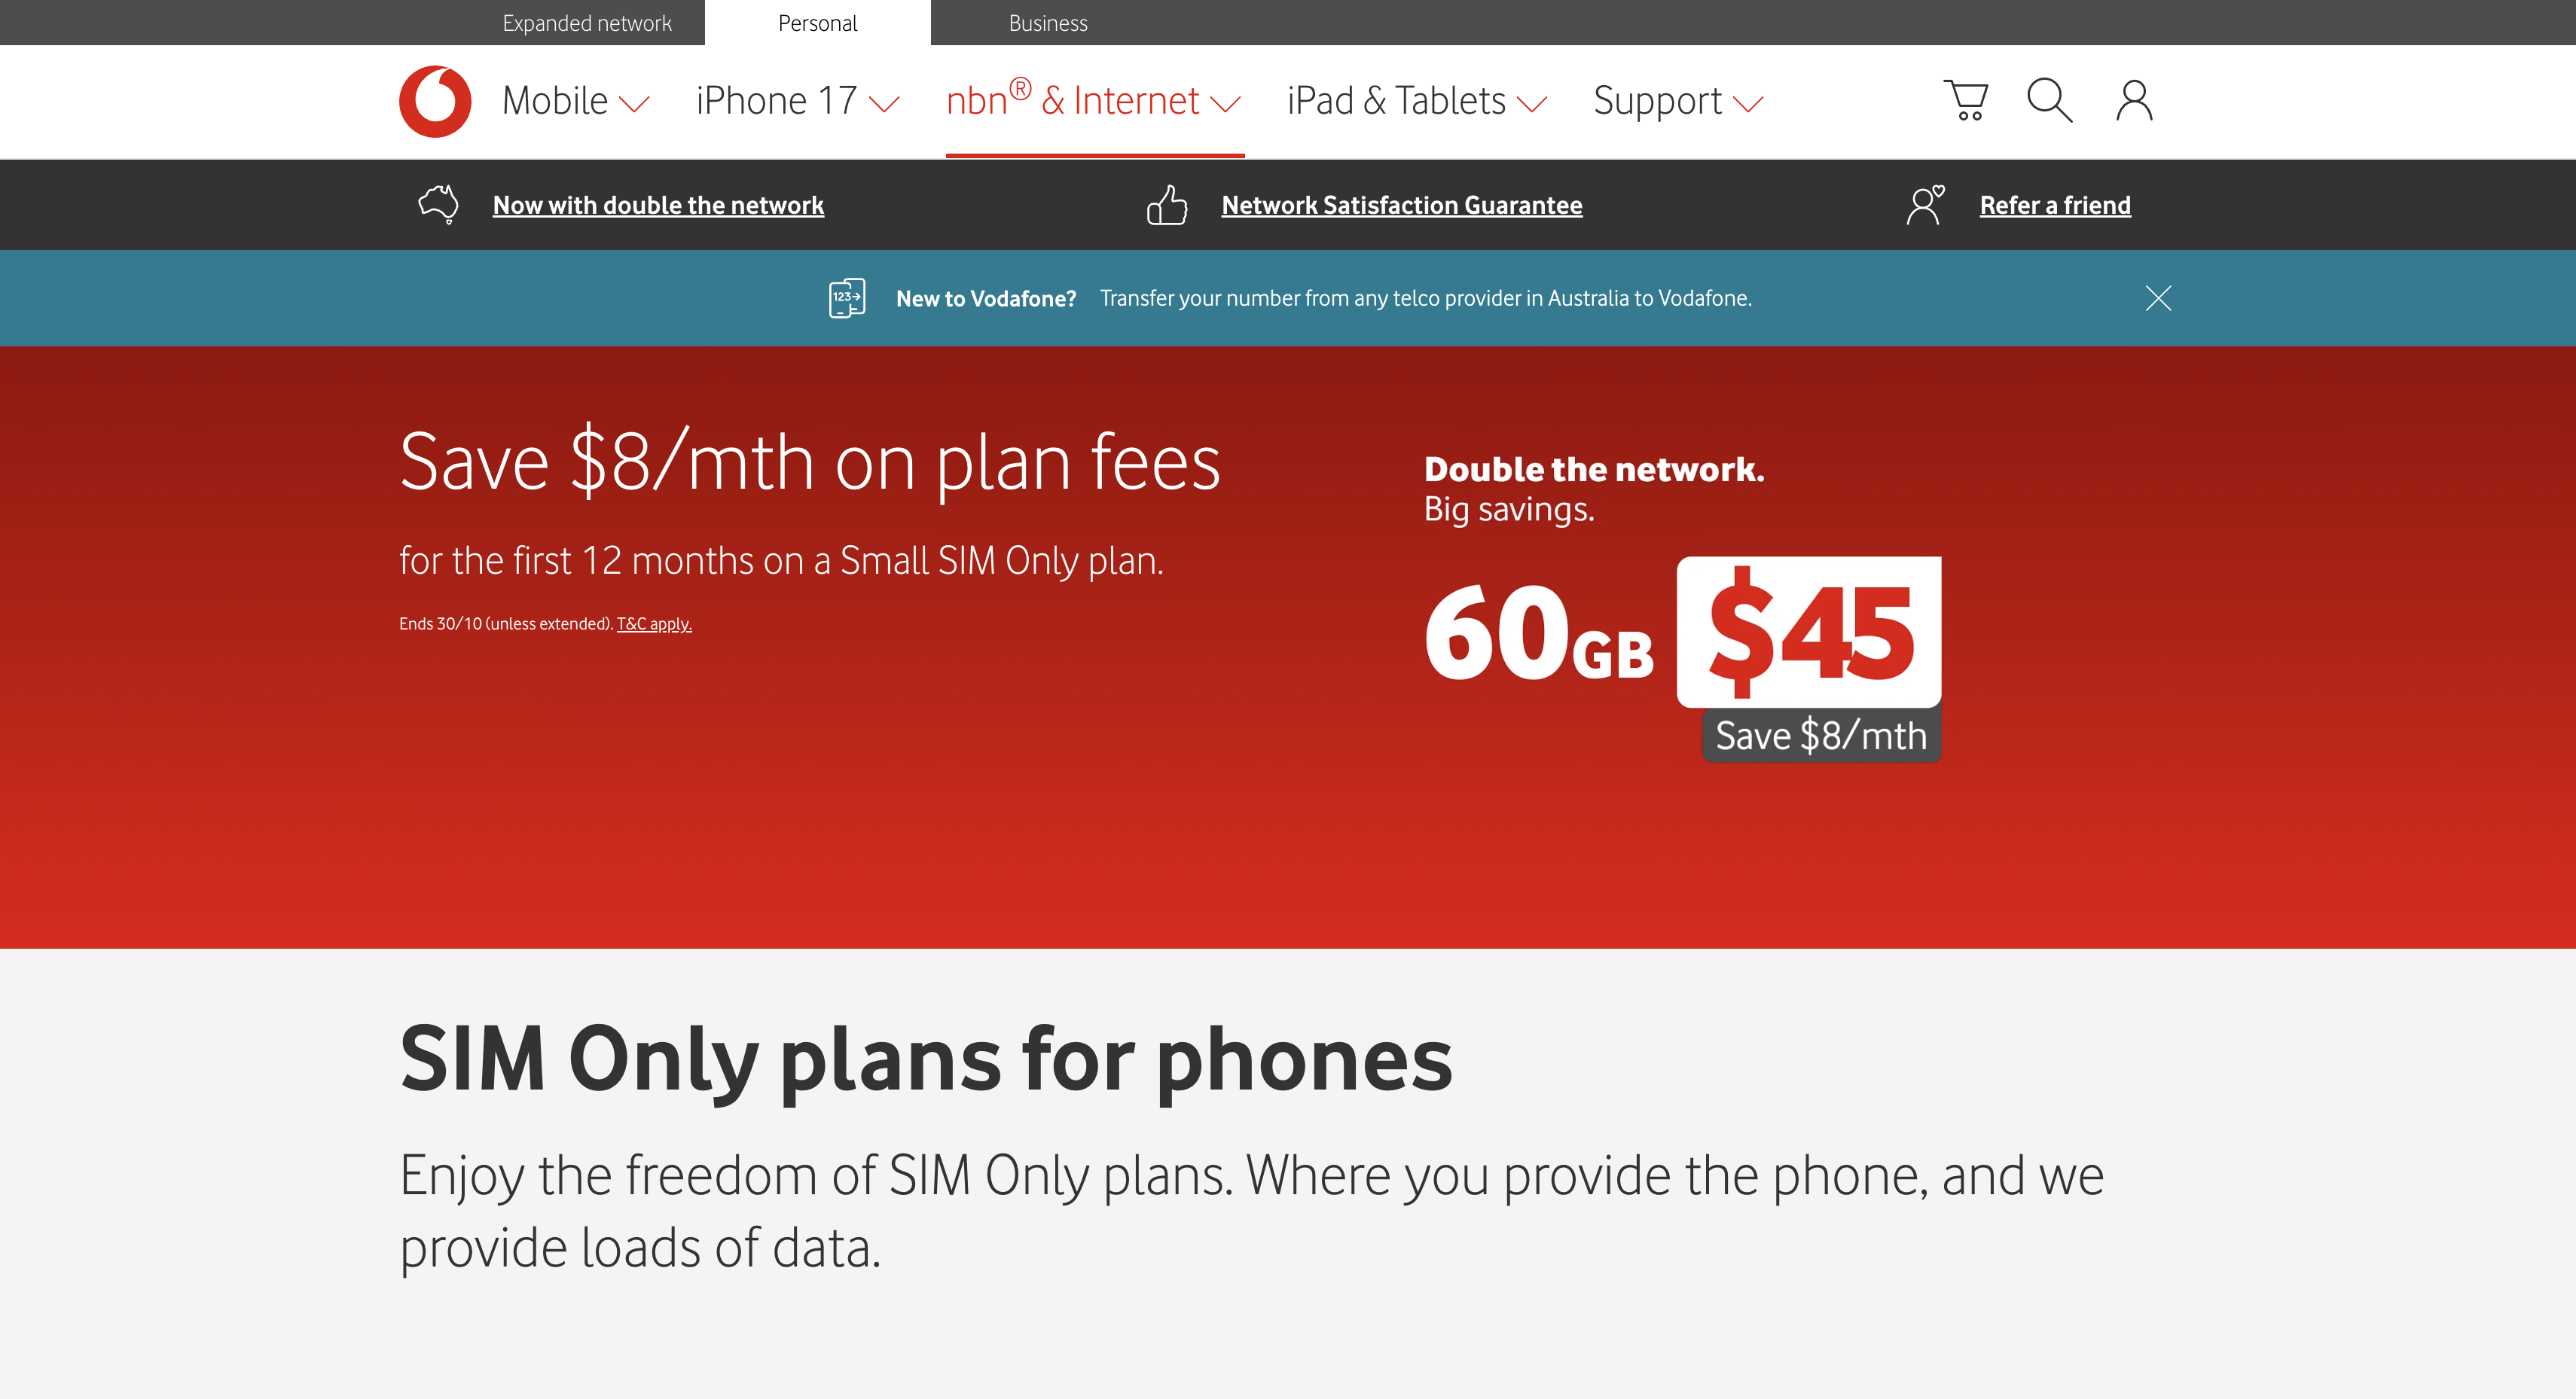 Expanded network
Personal
Business
Mobile
iPhone 17
nbn® & Internet
iPad & Tablets
Support
Now with double the network
Network Satisfaction Guarantee
Refer a friend
123
New to Vodafone? Transfer your number from any telco provider in Australia to Vodafone.
Save $8/mth on plan fees
for the first 12 months on a Small SIM Only plan.
Ends 30/10 (unless extended). T&C apply.
Double the network.
Big savings.
60GB $45
Save $8/mth
SIM Only plans for phones
Enjoy the freedom of SIM Only plans. Where you provide the phone, and we
provide loads of data.